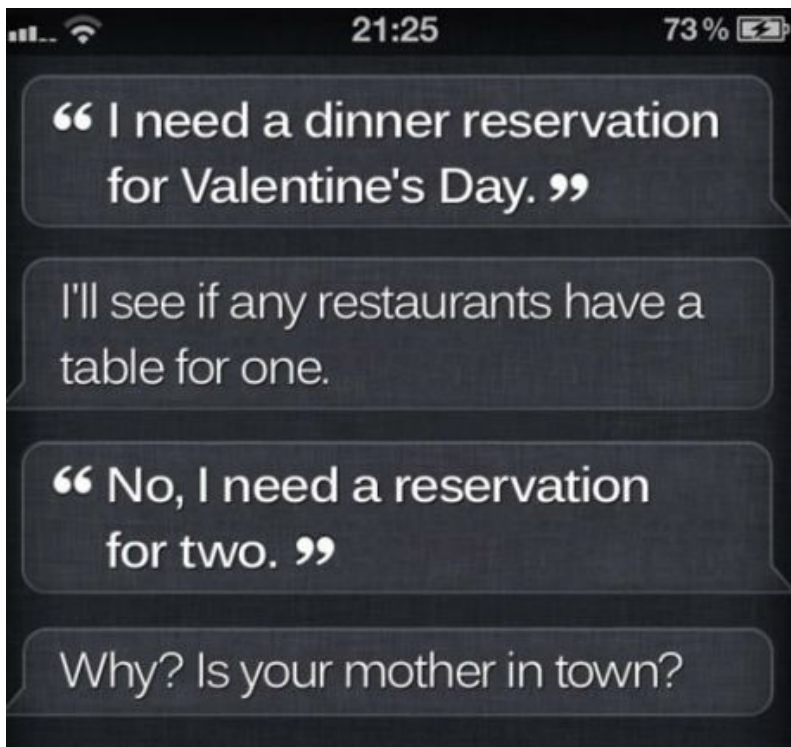 21:25 73%
“ I need a dinner reservation
for Valentine's Day. ”
I'll see if any restaurants have a
table for one.
“ No, I need a reservation
for two. ”
Why? Is your mother in town?